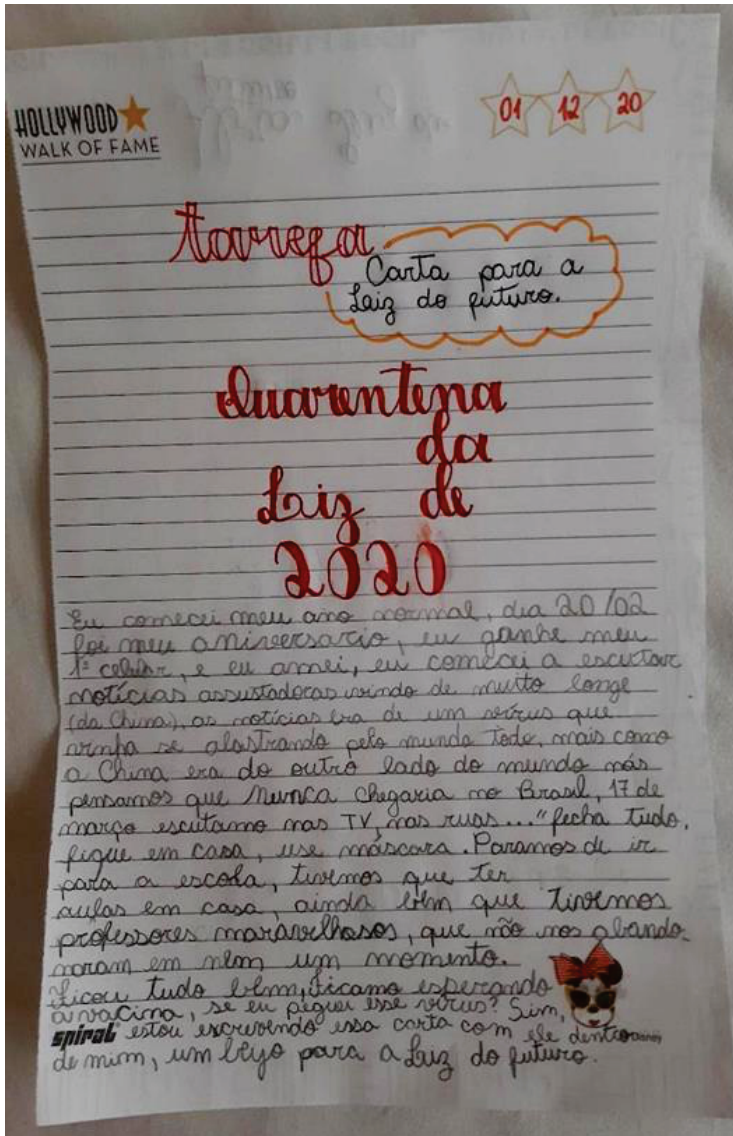 HOLLYWOOD
WALK OF FAME
01 12 20
tarefa
Carta para a
Laiz do futuro.
Quarentena
da
Laiz de
2020
Eu comecei meu ano normal, dia 20/02
foi meu aniversario, eu ganhe meu
1º celular, e eu amei, eu comecei a escutar
notícias assustadoras vindo de muito longe
(da China), as notícias era de um vírus que
vinha se alastrando pelo mundo todo, mais como
a China era do outro lado do mundo nós
pensamos que nunca chegaria no Brasil, 17 de
março escutamo nas TV, nas ruas... "fecha tudo,
fique em casa, use máscara. Paramos de ir
para a escola, tivemos que ter
aulas em casa, ainda bem que tivemos
professores maravilhosos, que não nos abando-
noram em nem um momento.
Ficou tudo bem, ficamo esperando
a vacina, se eu peguei esse vírus? Sim,
spiral estou escrevendo essa carta com ele dentro
de mim, um beijo para a Laiz do futuro.